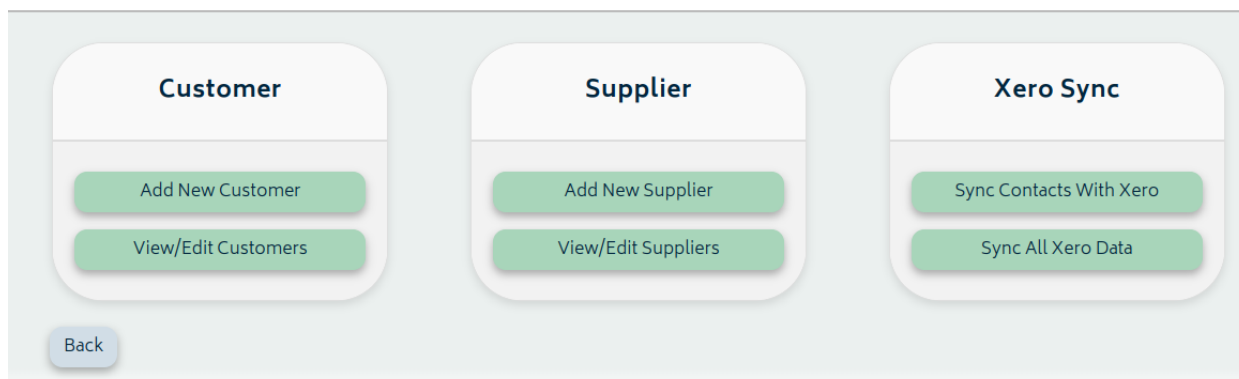 Customer
Add New Customer
View/Edit Customers
Supplier
Add New Supplier
View/Edit Suppliers
Xero Sync
Sync Contacts With Xero
Sync All Xero Data
Back